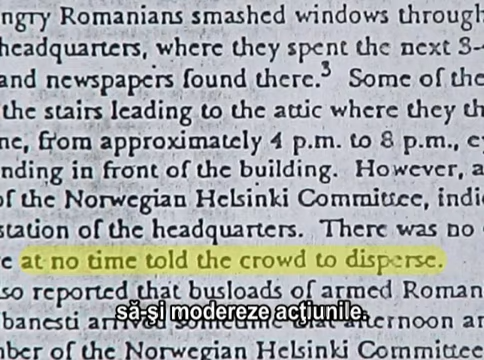 ngry Romanians smashed windows through
headquarters, where they spent the next 3-
and newspapers found there.³ Some of the
the stairs leading to the attic where they th
ne, from approximately 4 p.m. to 8 p.m., e
nding in front of the building. However, a
of the Norwegian Helsinki Committee, indi
station of the headquarters. There was no
e at no time told the crowd to disperse.
so reported that busloads of armed Roman
să-și modereze acțiunile.
banesti arrived sometime that afternoon ar
ber of the Norwegian Helsinki Committee